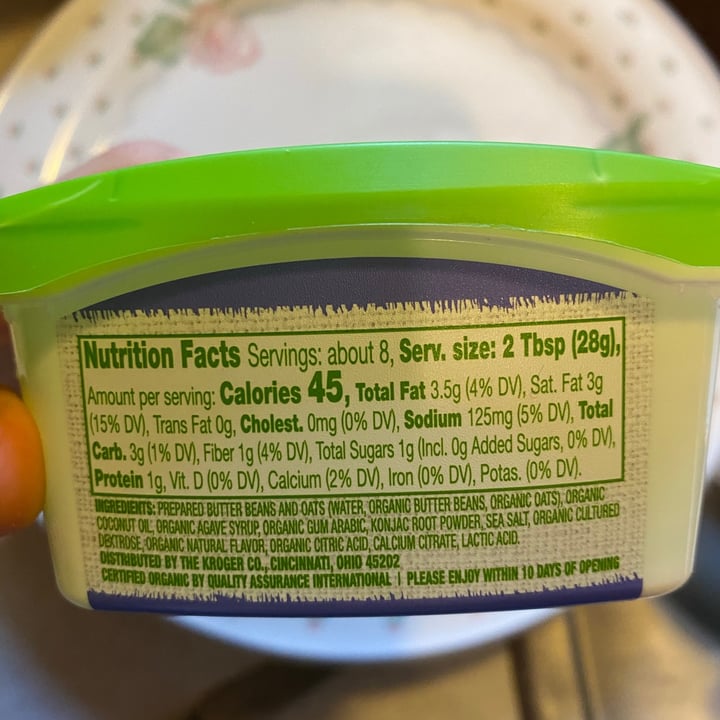 Nutrition Facts Servings: about 8, Serv. size: 2 Tbsp (28g),
Amount per serving: Calories 45, Total Fat 3.5g (4% DV), Sat. Fat 3g
(15% DV), Trans Fat 0g, Cholest. 0mg (0% DV), Sodium 125mg (5% DV), Total
Carb. 3g (1% DV), Fiber 1g (4% DV), Total Sugars 1g (Incl. 0g Added Sugars, 0% DV),
Protein 1g, Vit. D (0% DV), Calcium (2% DV), Iron (0% DV), Potas. (0% DV).
INGREDIENTS: PREPARED BUTTER BEANS AND OATS (WATER, ORGANIC BUTTER BEANS, ORGANIC OATS), ORGANIC
COCONUT OIL, ORGANIC AGAVE SYRUP, ORGANIC GUM ARABIC, KONJAC ROOT POWDER, SEA SALT, ORGANIC CULTURED
DEXTROSE, ORGANIC NATURAL FLAVOR, ORGANIC CITRIC ACID, CALCIUM CITRATE, LACTIC ACID.
DISTRIBUTED BY THE KROGER CO., CINCINNATI, OHIO 45202
CERTIFIED ORGANIC BY QUALITY ASSURANCE INTERNATIONAL | PLEASE ENJOY WITHIN 10 DAYS OF OPENING